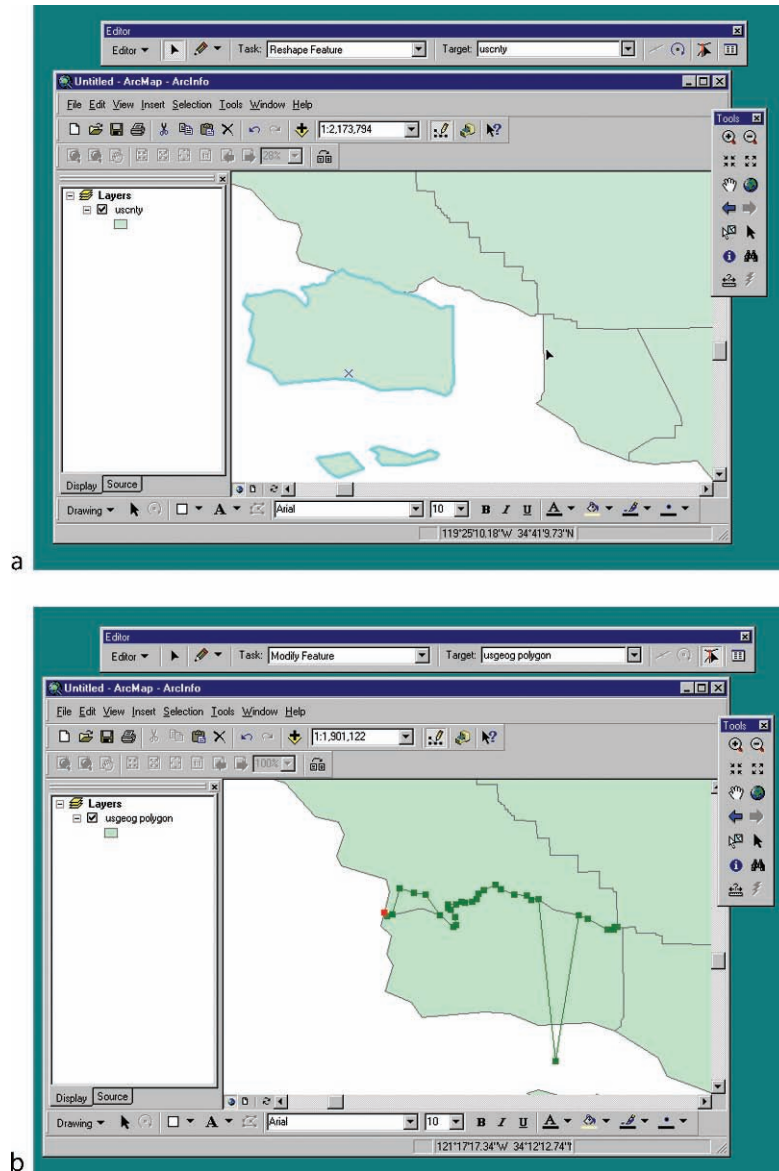 a
Editor
Editor Task: Reshape Feature Target: uscnty
Untitled - ArcMap - ArcInfo
File Edit View Insert Selection Tools Window Help
1:2,173,794
28%
Tools
Layers
uscnty
Display Source
Drawing A Arial 10 B I U A
119°25'10.18"W 34°41'9.73"N
b
Editor
Editor Task: Modify Feature Target: usgeog polygon
Untitled - ArcMap - ArcInfo
File Edit View Insert Selection Tools Window Help
1:1,901,122
100%
Tools
Layers
usgeog polygon
Display Source
Drawing A Arial 10 B I U A
121°17'17.34"W 34°12'12.74"